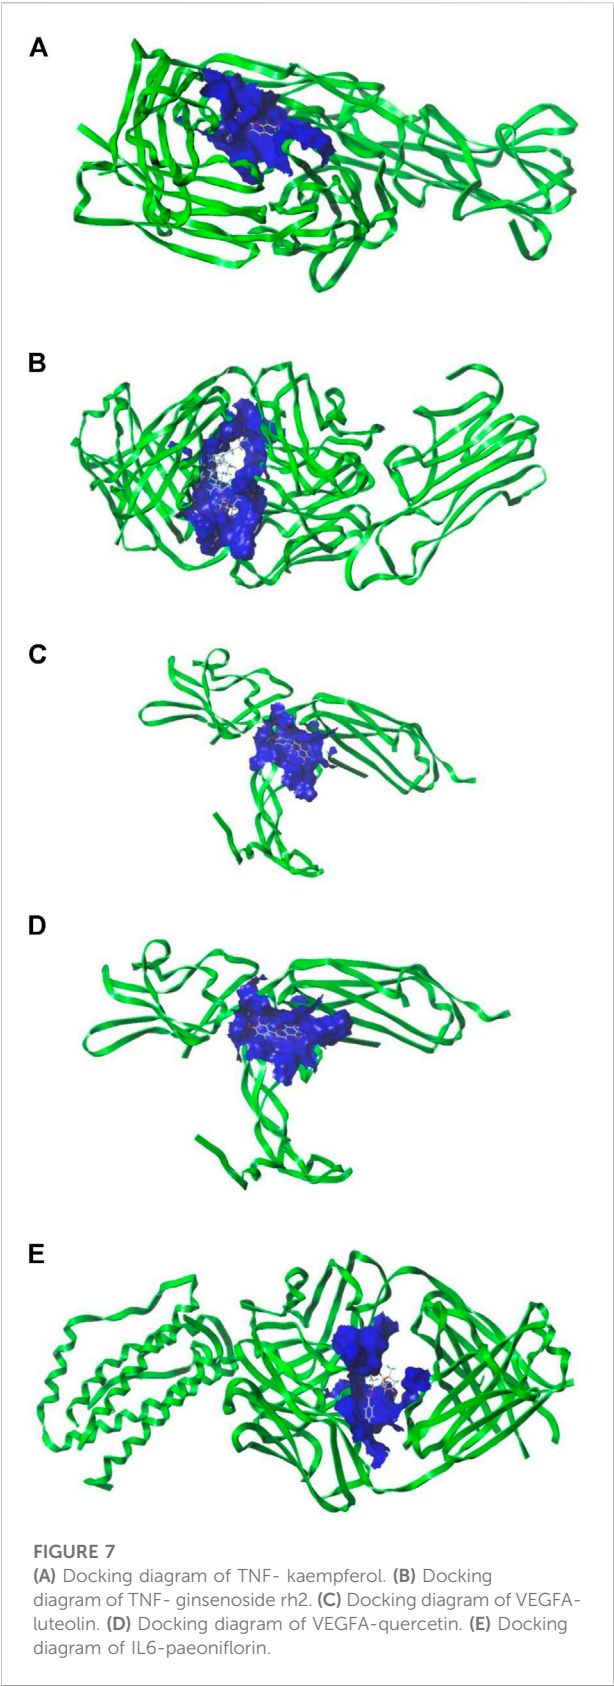 A
B
C
D
E
FIGURE 7
(A) Docking diagram of TNF- kaempferol. (B) Docking
diagram of TNF- ginsenoside rh2. (C) Docking diagram of VEGFA-
luteolin. (D) Docking diagram of VEGFA-quercetin. (E) Docking
diagram of IL6-paeoniflorin.